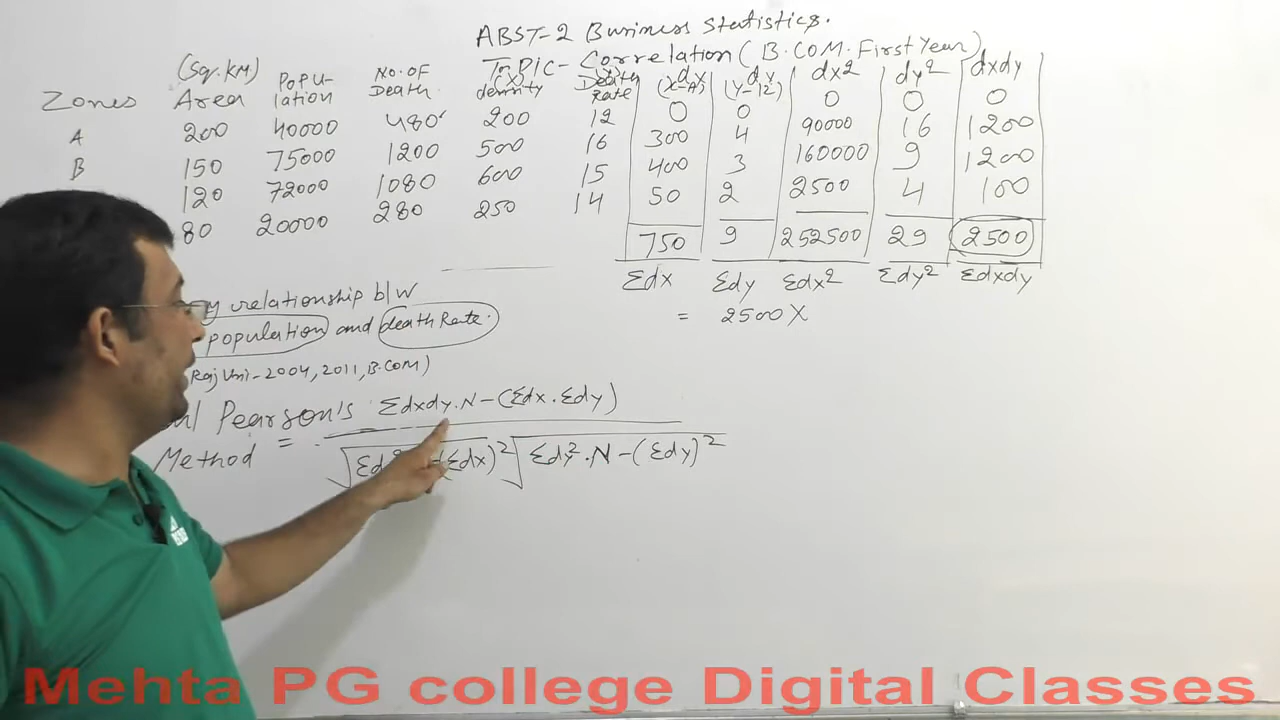 ABST-2 Business Statistics.
TOPIC- Correlation (B.COM. First Year)
Zones (Sq.KM) Area Popu-lation No. OF Death (X) density Death Rate dx (X-A) dy (Y-12) dx2 dy2 dxdy
A 200 40000 480 200 12 0 0 0 0 0
B 150 75000 1200 500 16 300 4 90000 16 1200
120 72000 1080 600 15 400 3 160000 9 1200
80 20000 280 250 14 50 2 2500 4 100
750 9 252500 29 2500
Σdx Σdy Σdx2 Σdy2 Σdxdy
= 2500 X
relationship b/w
population and death Rate.
Raj Uni-2004, 2011, B.COM)
Pearson's Σdxdy.N-(Σdx.Σdy)
Method =
Σdx)2 Σdy2.N-(Σdy)2
Mehta PG college Digital Classes